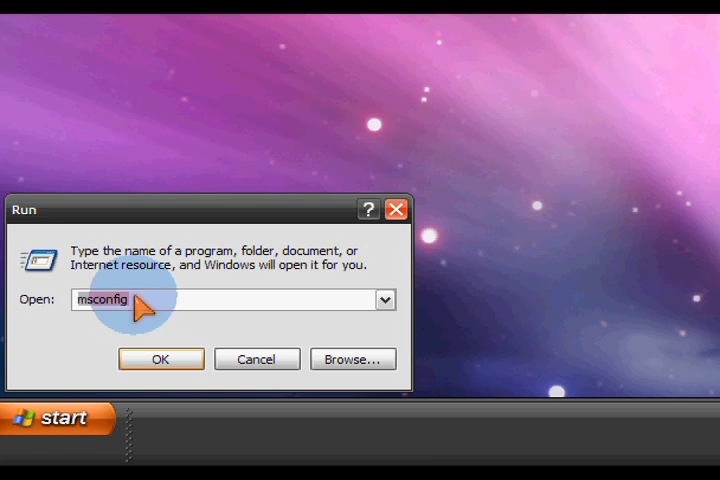 Run
Type the name of a program, folder, document, or
Internet resource, and Windows will open it for you.
Open: msconfig
OK Cancel Browse...
start